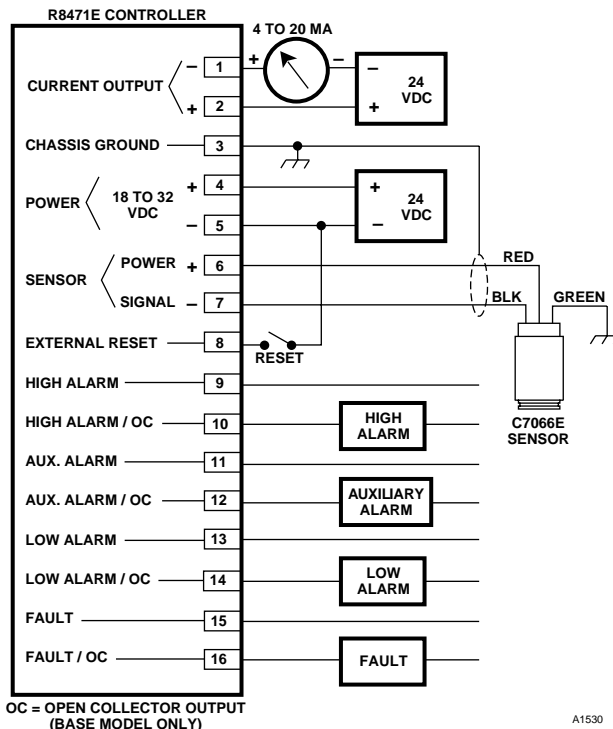 R8471E CONTROLLER
4 TO 20 MA
CURRENT OUTPUT
– 1
+ –
+ 2
–
24
VDC
+
CHASSIS GROUND 3
POWER
18 TO 32
VDC
+ 4
– 5
+
24
VDC
–
SENSOR
POWER + 6
SIGNAL – 7
RED
BLK
GREEN
EXTERNAL RESET 8
RESET
C7066E
SENSOR
HIGH ALARM 9
HIGH ALARM / OC 10
HIGH
ALARM
AUX. ALARM 11
AUX. ALARM / OC 12
AUXILIARY
ALARM
LOW ALARM 13
LOW ALARM / OC 14
LOW
ALARM
FAULT 15
FAULT / OC 16
FAULT
OC = OPEN COLLECTOR OUTPUT
(BASE MODEL ONLY)
A1530